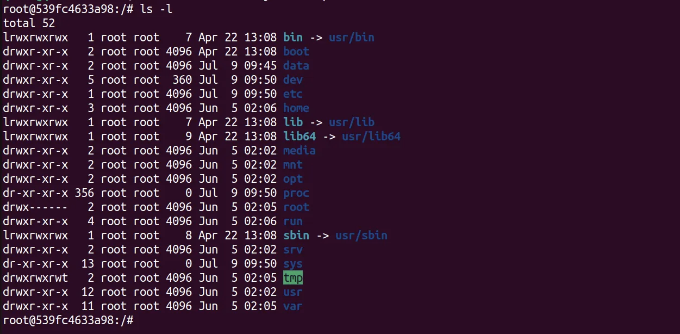 root@539fc4633a98:/# ls -l
total 52
lrwxrwxrwx   1 root root    7 Apr 22 13:08 bin -> usr/bin
drwxr-xr-x   2 root root 4096 Apr 22 13:08 boot
drwxr-xr-x   2 root root 4096 Jul  9 09:45 data
drwxr-xr-x   5 root root  360 Jul  9 09:50 dev
drwxr-xr-x   1 root root 4096 Jul  9 09:50 etc
drwxr-xr-x   3 root root 4096 Jun  5 02:06 home
lrwxrwxrwx   1 root root    7 Apr 22 13:08 lib -> usr/lib
lrwxrwxrwx   1 root root    9 Apr 22 13:08 lib64 -> usr/lib64
drwxr-xr-x   2 root root 4096 Jun  5 02:02 media
drwxr-xr-x   2 root root 4096 Jun  5 02:02 mnt
drwxr-xr-x   2 root root 4096 Jun  5 02:02 opt
dr-xr-xr-x 356 root root    0 Jul  9 09:50 proc
drwx------   2 root root 4096 Jun  5 02:05 root
drwxr-xr-x   4 root root 4096 Jun  5 02:06 run
lrwxrwxrwx   1 root root    8 Apr 22 13:08 sbin -> usr/sbin
drwxr-xr-x   2 root root 4096 Jun  5 02:02 srv
dr-xr-xr-x  13 root root    0 Jul  9 09:50 sys
drwxrwxrwt   2 root root 4096 Jun  5 02:05 tmp
drwxr-xr-x  12 root root 4096 Jun  5 02:02 usr
drwxr-xr-x  11 root root 4096 Jun  5 02:05 var
root@539fc4633a98:/#